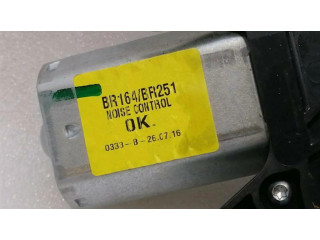 BR164/BR251
NOISE CONTROL
OK.
0333-B-26.07.16